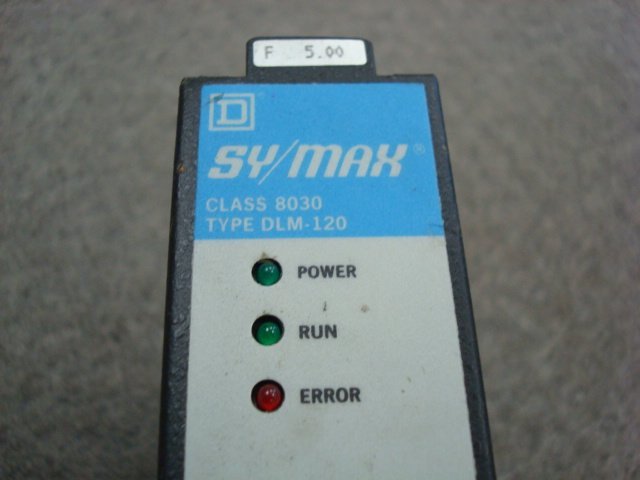 F 5.00
D
SY/MAX®
CLASS 8030
TYPE DLM-120
POWER
RUN
ERROR